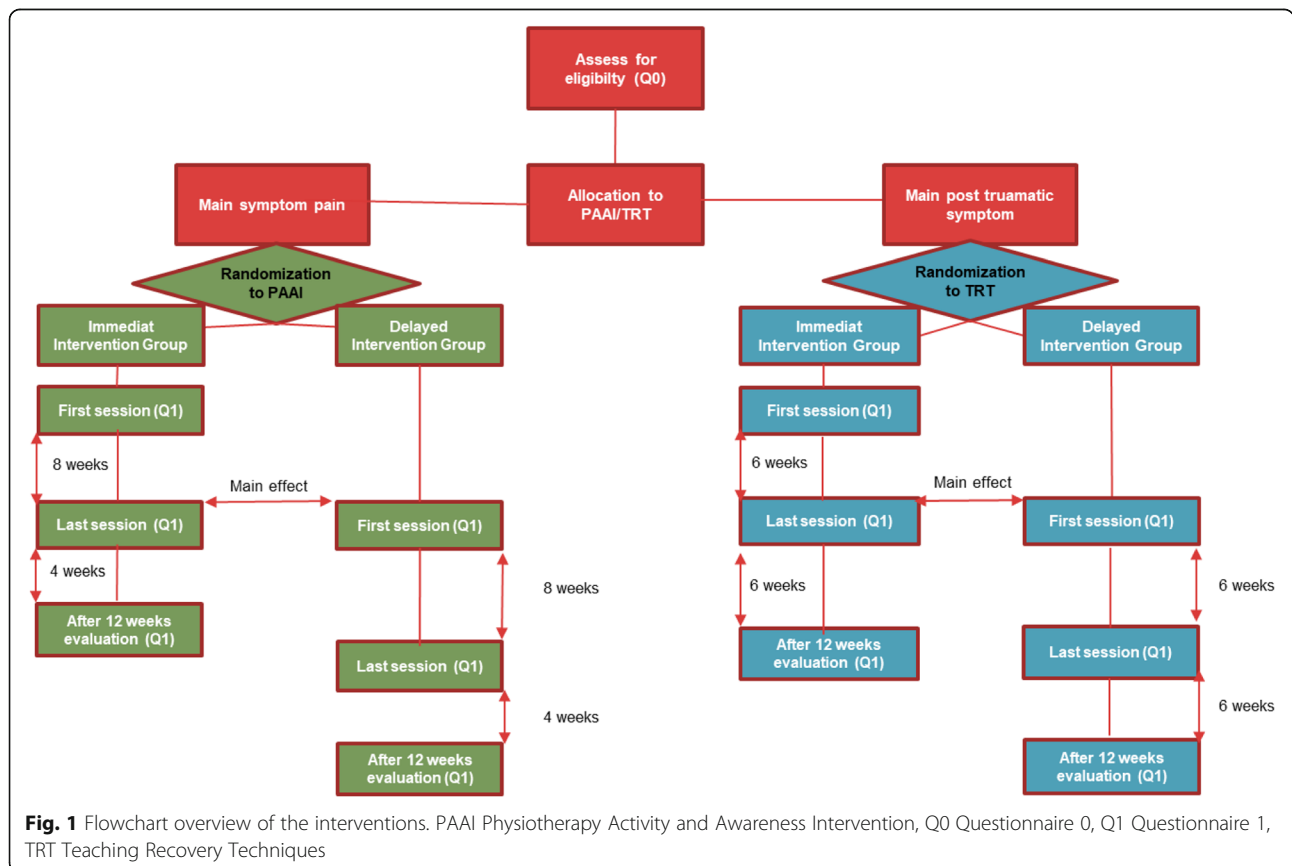 Assess for
eligibilty (Q0)
Main symptom pain
Allocation to
PAAI/TRT
Main post truamatic
symptom
Randomization
to PAAI
Randomization
to TRT
Immediat
Intervention Group
Delayed
Intervention Group
Immediat
Intervention Group
Delayed
Intervention Group
First session (Q1)
First session (Q1)
8 weeks
6 weeks
Main effect
Main effect
Last session (Q1)
First session (Q1)
Last session (Q1)
First session (Q1)
4 weeks
8 weeks
6 weeks
6 weeks
After 12 weeks
evaluation (Q1)
Last session (Q1)
After 12 weeks
evaluation (Q1)
Last session (Q1)
4 weeks
6 weeks
After 12 weeks
evaluation (Q1)
After 12 weeks
evaluation (Q1)
Fig. 1 Flowchart overview of the interventions. PAAI Physiotherapy Activity and Awareness Intervention, Q0 Questionnaire 0, Q1 Questionnaire 1,
TRT Teaching Recovery Techniques